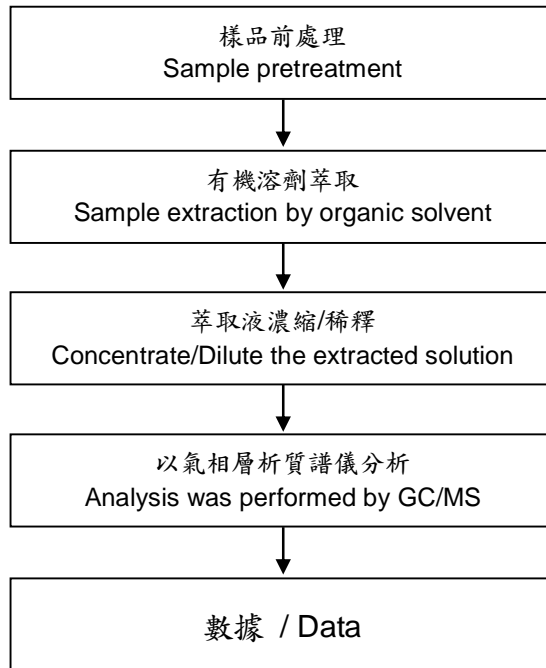 樣品前處理
Sample pretreatment
有機溶劑萃取
Sample extraction by organic solvent
萃取液濃縮/稀釋
Concentrate/Dilute the extracted solution
以氣相層析質譜儀分析
Analysis was performed by GC/MS
數據 / Data